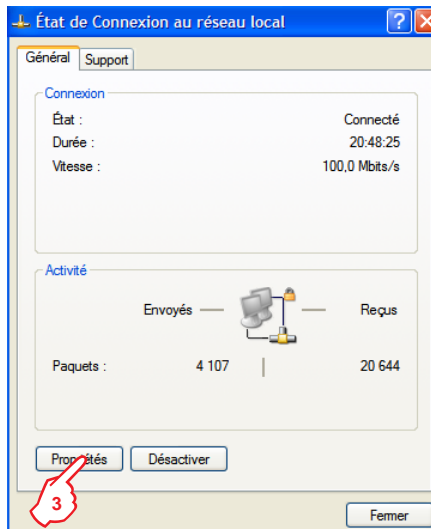 État de Connexion au réseau local
Général Support
Connexion
État : Connecté
Durée : 20:48:25
Vitesse : 100,0 Mbits/s
Activité
Envoyés Reçus
Paquets : 4 107 20 644
Propriétés Désactiver
3
Fermer